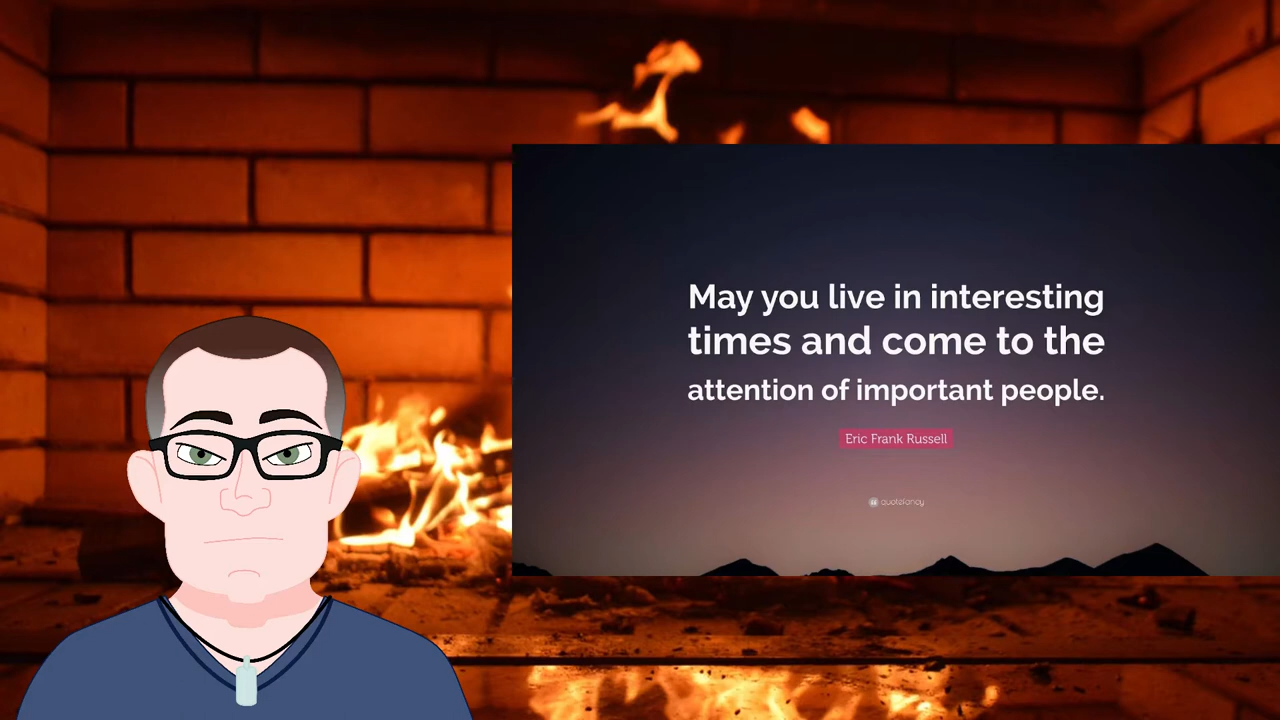 May you live in interesting
times and come to the
attention of important people.
Eric Frank Russell
quotefancy